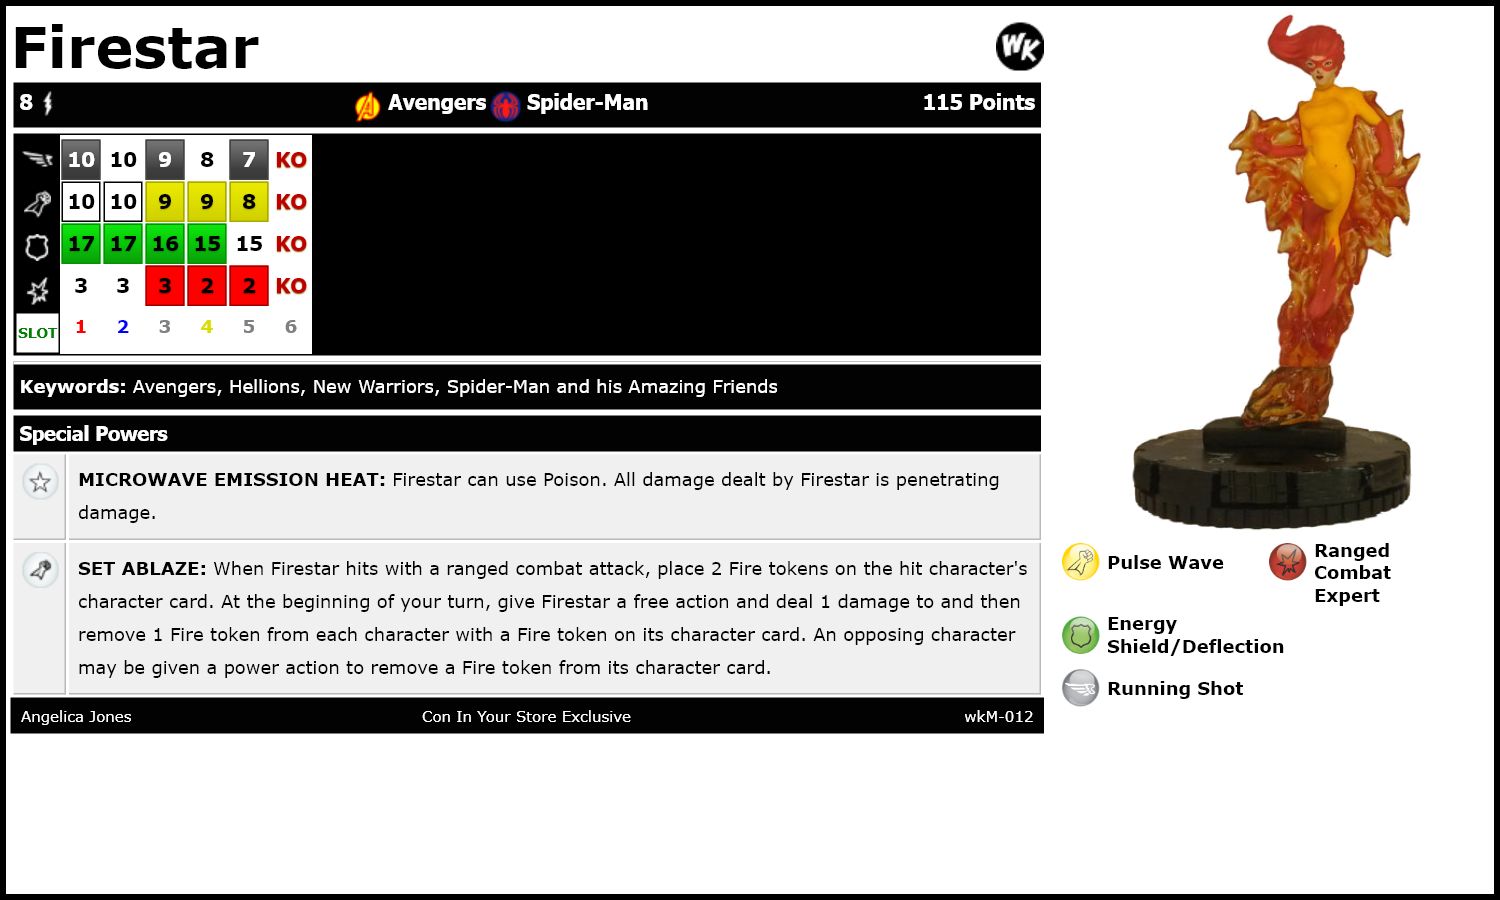 Firestar
WK
8 Avengers Spider-Man 115 Points
10 10 9 8 7 KO
10 10 9 9 8 KO
17 17 16 15 15 KO
3 3 3 2 2 KO
SLOT 1 2 3 4 5 6
Keywords: Avengers, Hellions, New Warriors, Spider-Man and his Amazing Friends
Special Powers
MICROWAVE EMISSION HEAT: Firestar can use Poison. All damage dealt by Firestar is penetrating
damage.
SET ABLAZE: When Firestar hits with a ranged combat attack, place 2 Fire tokens on the hit character's
character card. At the beginning of your turn, give Firestar a free action and deal 1 damage to and then
remove 1 Fire token from each character with a Fire token on its character card. An opposing character
may be given a power action to remove a Fire token from its character card.
Angelica Jones Con In Your Store Exclusive wkM-012
Pulse Wave
Ranged
Combat
Expert
Energy
Shield/Deflection
Running Shot